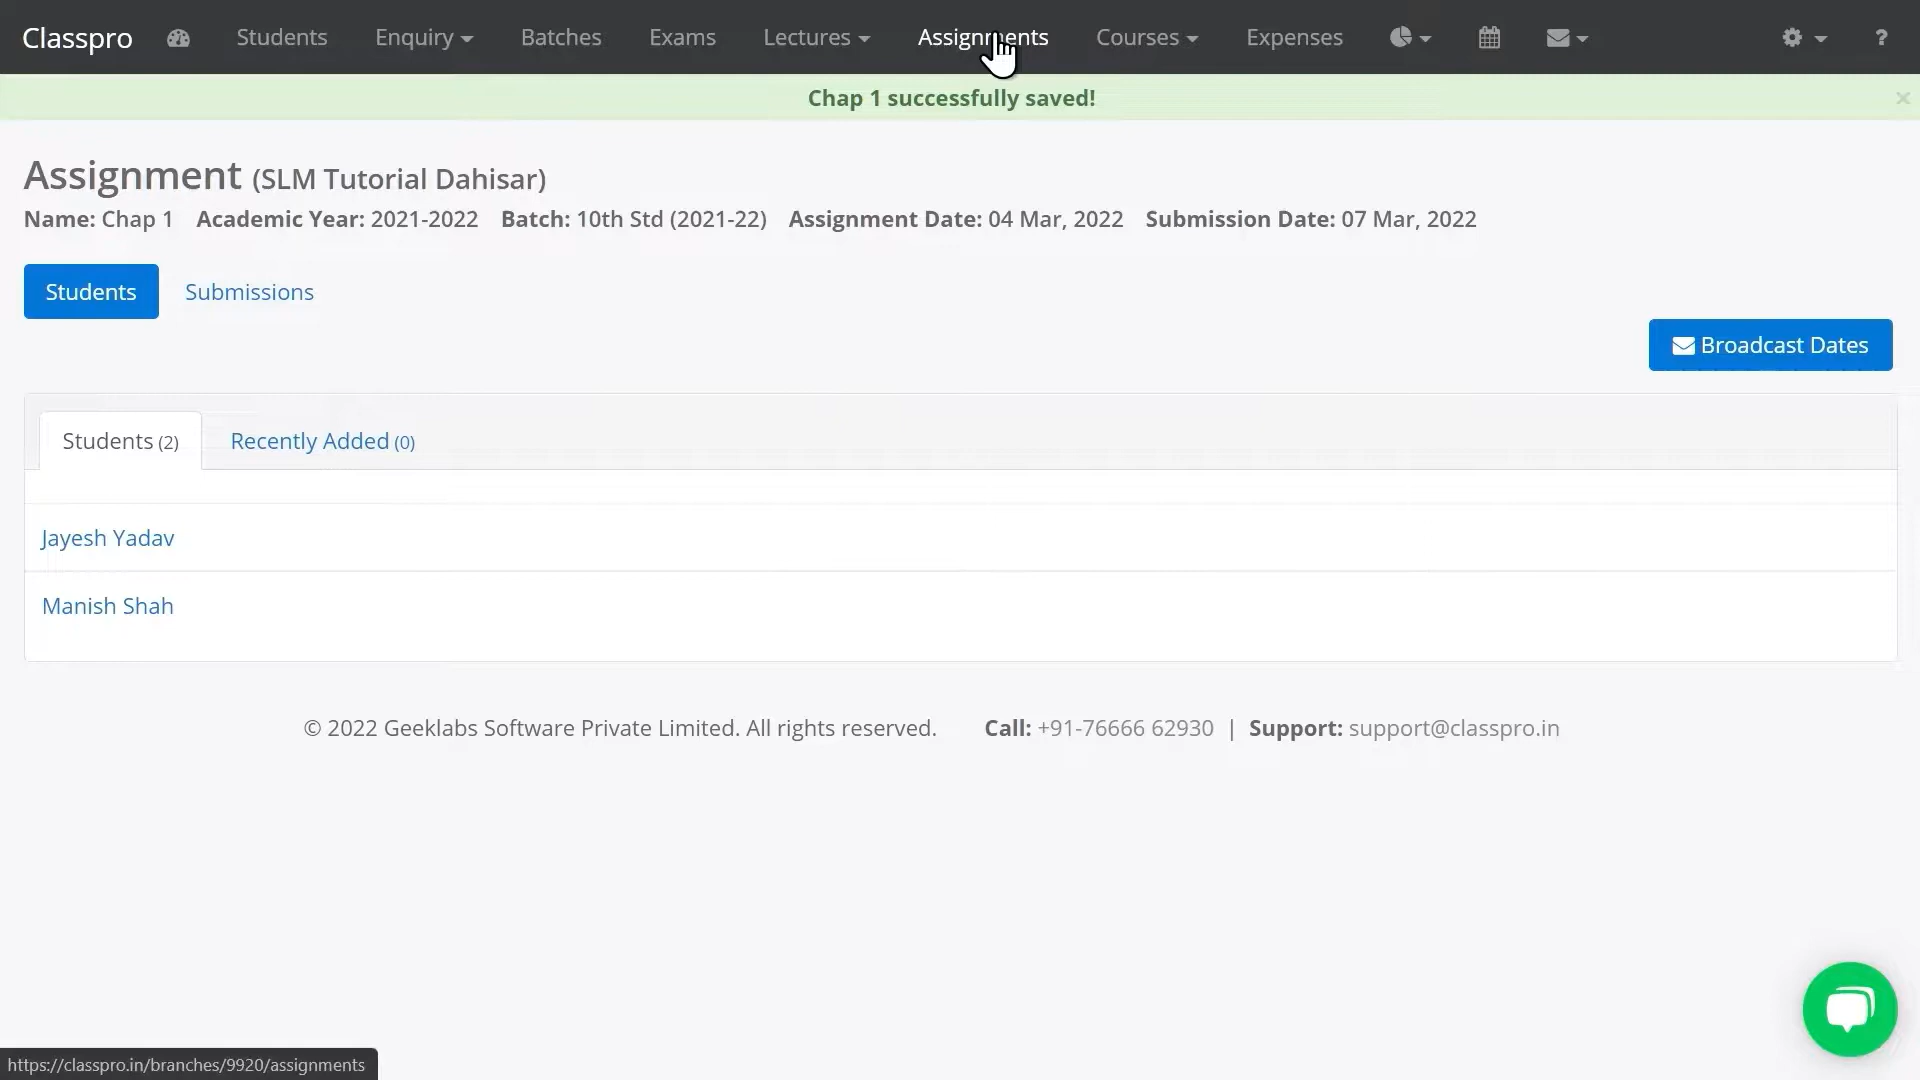 Classpro Students Enquiry Batches Exams Lectures Assignments Courses Expenses ?
Chap 1 successfully saved! ×
Assignment (SLM Tutorial Dahisar)
Name: Chap 1 Academic Year: 2021-2022 Batch: 10th Std (2021-22) Assignment Date: 04 Mar, 2022 Submission Date: 07 Mar, 2022
Students Submissions
Broadcast Dates
Students (2) Recently Added (0)
Jayesh Yadav
Manish Shah
© 2022 Geeklabs Software Private Limited. All rights reserved. Call: +91-76666 62930 | Support: support@classpro.in
https://classpro.in/branches/9920/assignments